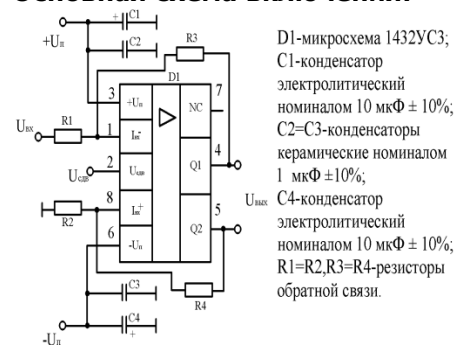 C1
+Uп
C2
R3
D1
3
+Uп
NC
7
Uвх
R1
1
Iвх-
2
Uсдв
Uсдв
Q1
4
8
Iвх+
Uвых
R2
6
-Uп
Q2
5
C3
R4
C4
-Uп
+
+
D1-микросхема 1432УС3;
C1-конденсатор
электролитический
номиналом 10 мкФ ± 10%;
C2=C3-конденсаторы
керамические номиналом
1 мкФ ±10%;
C4-конденсатор
электролитический
номиналом 10 мкФ ± 10%;
R1=R2,R3=R4-резисторы
обратной связи.